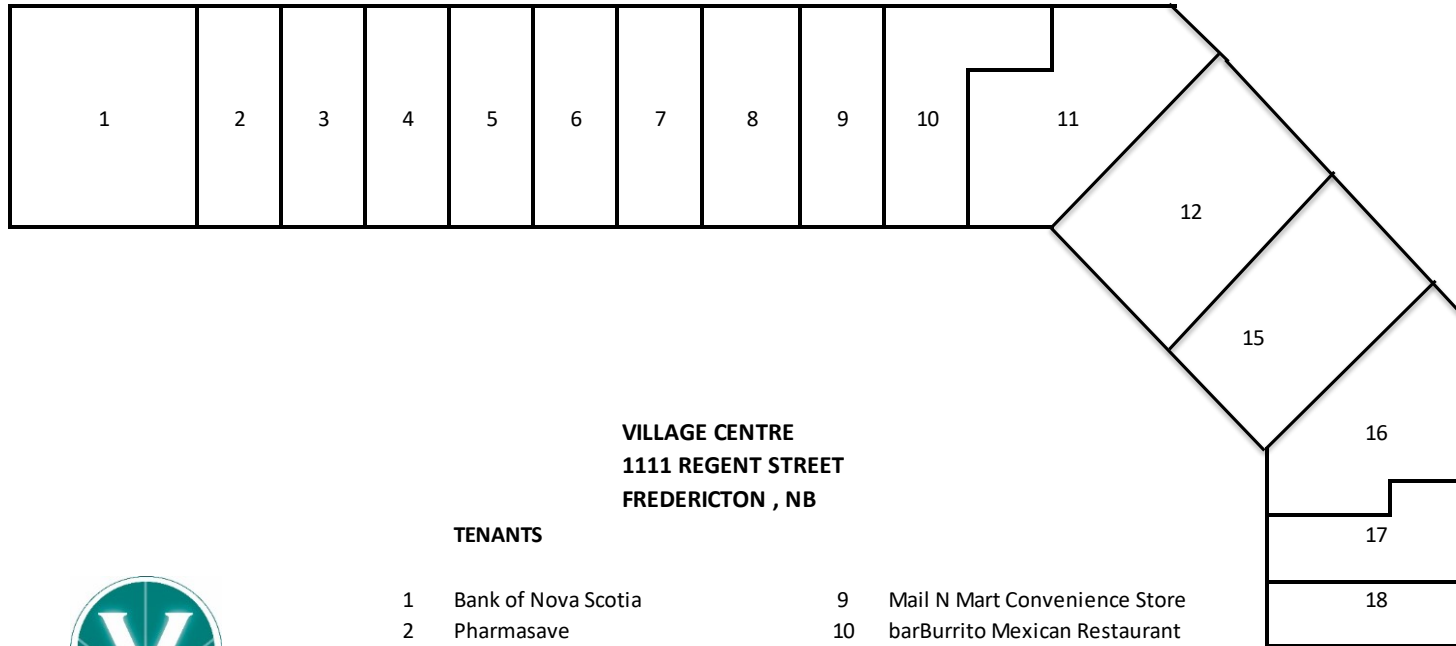 1 2 3 4 5 6 7 8 9 10 11
12
15
16
17
18
VILLAGE CENTRE
1111 REGENT STREET
FREDERICTON , NB
TENANTS
1 Bank of Nova Scotia 9 Mail N Mart Convenience Store
2 Pharmasave 10 barBurrito Mexican Restaurant
V